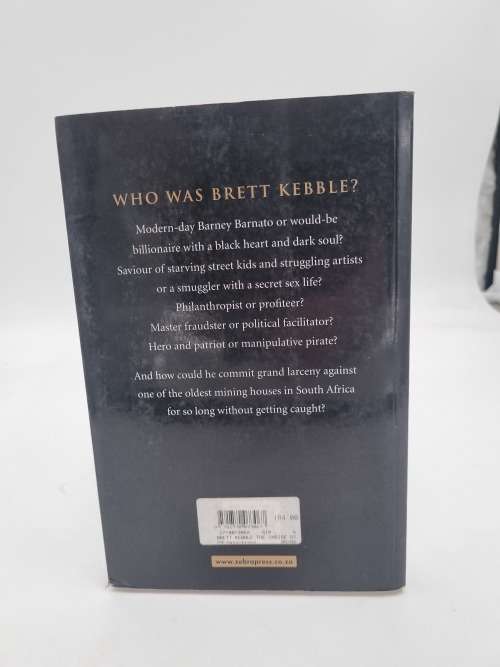 WHO WAS BRETT KEBBLE?
Modern-day Barney Barnato or would-be
billionaire with a black heart and dark soul?
Saviour of starving street kids and struggling artists
or a smuggler with a secret sex life?
Philanthropist or profiteer?
Master fraudster or political facilitator?
Hero and patriot or manipulative pirate?
And how could he commit grand larceny against
one of the oldest mining houses in South Africa
for so long without getting caught?
BRETT KEBBLE THE
www.zebrapress.co.za